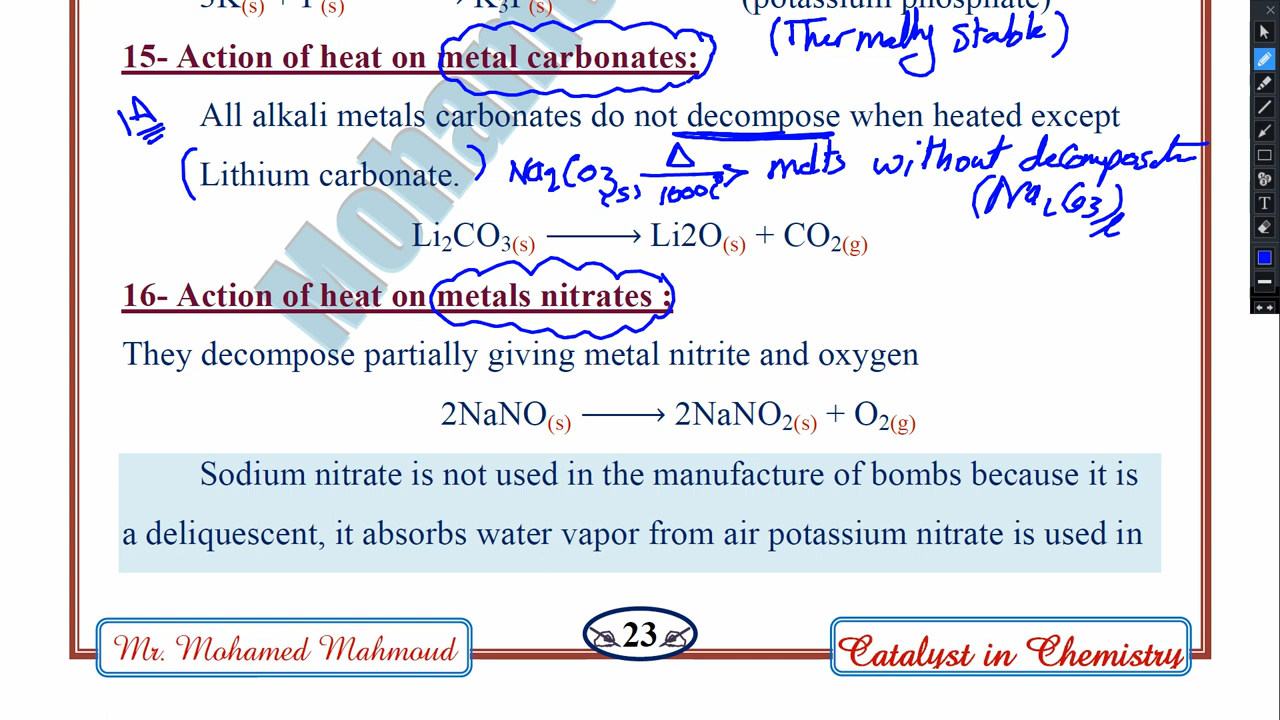 (potassium phosphate)
(Thermally stable)
15- Action of heat on metal carbonates:
1A All alkali metals carbonates do not decompose when heated except
(Lithium carbonate.) Na2CO3(s) Δ 1000C° melts without decomposition
(Na2CO3)l
Li2CO3(s) ⟶ Li2O(s) + CO2(g)
16- Action of heat on metals nitrates :
They decompose partially giving metal nitrite and oxygen
2NaNO(s) ⟶ 2NaNO2(s) + O2(g)
Sodium nitrate is not used in the manufacture of bombs because it is
a deliquescent, it absorbs water vapor from air potassium nitrate is used in
Mr. Mohamed Mahmoud
23
Catalyst in Chemistry